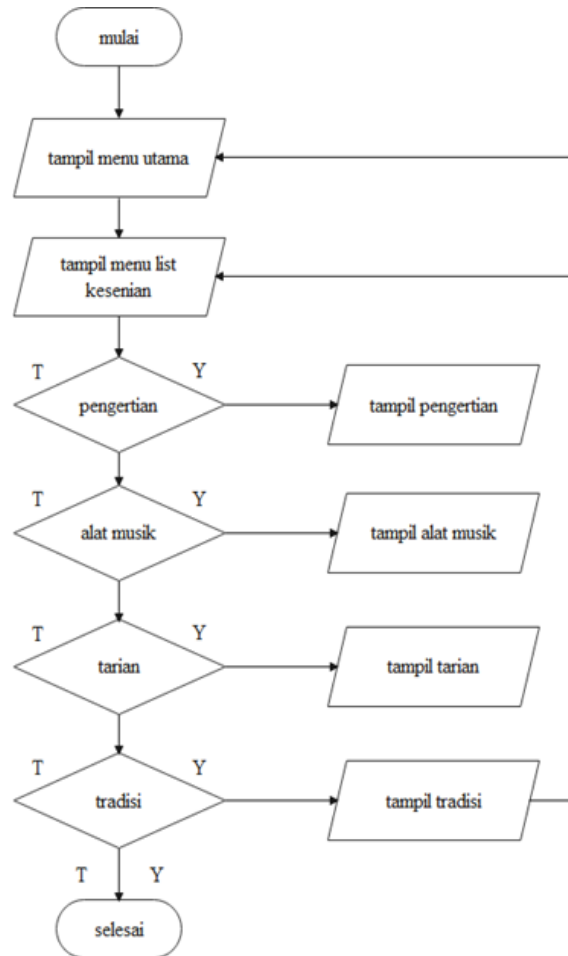 mulai
tampil menu utama
tampil menu list
kesenian
T
Y
pengertian
tampil pengertian
T
Y
alat musik
tampil alat musik
T
Y
tarian
tampil tarian
T
Y
tradisi
tampil tradisi
T
Y
selesai